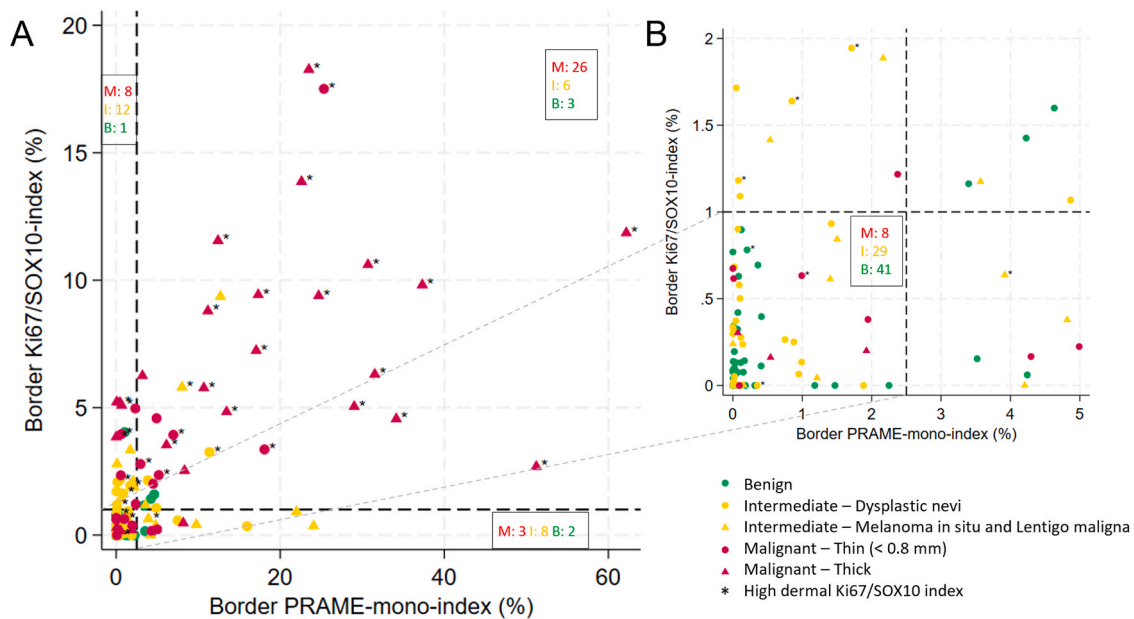 A
Border Ki67/SOX10-index (%)
20
15
10
5
0
0
20
40
60
Border PRAME-mono-index (%)
M: 8
I: 12
B: 1
M: 26
I: 6
B: 3
M: 3 I: 8 B: 2
B
Border Ki67/SOX10-index (%)
2
1.5
1
.5
0
0
1
2
3
4
5
Border PRAME-mono-index (%)
M: 8
I: 29
B: 41
Benign
Intermediate – Dysplastic nevi
Intermediate – Melanoma in situ and Lentigo maligna
Malignant – Thin (< 0.8 mm)
Malignant – Thick
* High dermal Ki67/SOX10 index